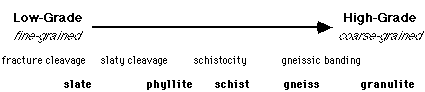 Low-Grade High-Grade
fine-grained coarse-grained
fracture cleavage slaty cleavage schistocity gneissic banding
slate phyllite schist gneiss granulite